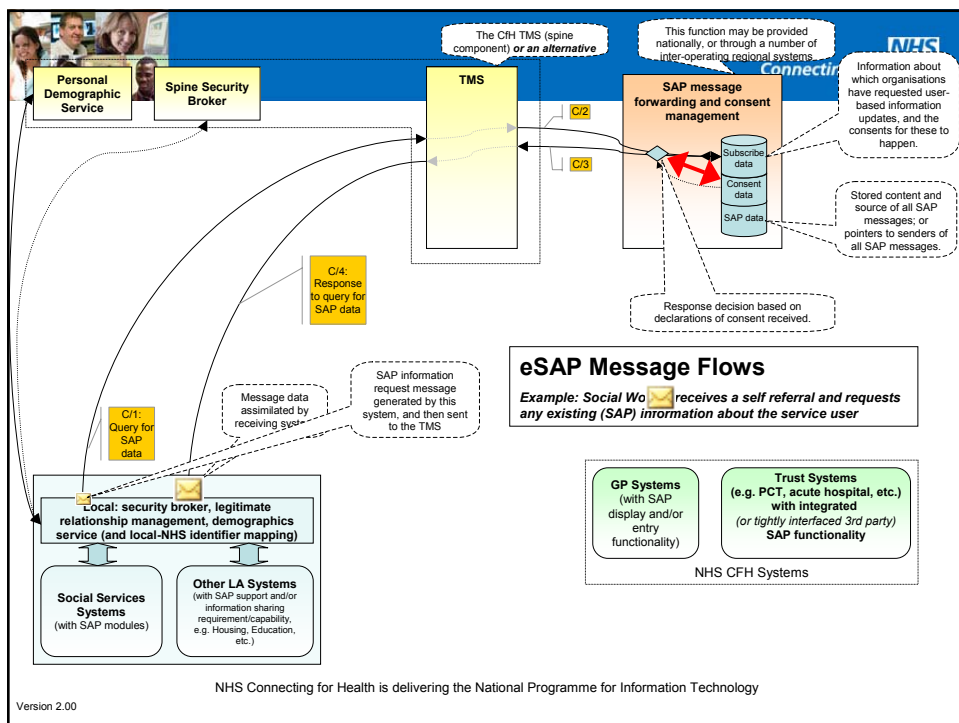 The CfH TMS (spine
component) or an alternative
This function may be provided
nationally, or through a number of
inter-operating regional systems
NHS
Connecting
Personal
Demographic
Service
Spine Security
Broker
TMS
SAP message
forwarding and consent
management
Information about
which organisations
have requested user-
based information
updates, and the
consents for these to
happen.
C/2
C/3
Subscribe
data
Consent
data
SAP data
Stored content and
source of all SAP
messages; or
pointers to senders of
all SAP messages.
C/4:
Response
to query for
SAP data
Response decision based on
declarations of consent received.
eSAP Message Flows
Example: Social Wo receives a self referral and requests
any existing (SAP) information about the service user
SAP information
request message
generated by this
system, and then sent
to the TMS
Message data
assimilated by
receiving system
C/1:
Query for
SAP
data
Local: security broker, legitimate
relationship management, demographics
service (and local-NHS identifier mapping)
Social Services
Systems
(with SAP modules)
Other LA Systems
(with SAP support and/or
information sharing
requirement/capability,
e.g. Housing, Education,
etc.)
GP Systems
(with SAP
display and/or
entry
functionality)
Trust Systems
(e.g. PCT, acute hospital, etc.)
with integrated
(or tightly interfaced 3rd party)
SAP functionality
NHS CFH Systems
NHS Connecting for Health is delivering the National Programme for Information Technology
Version 2.00